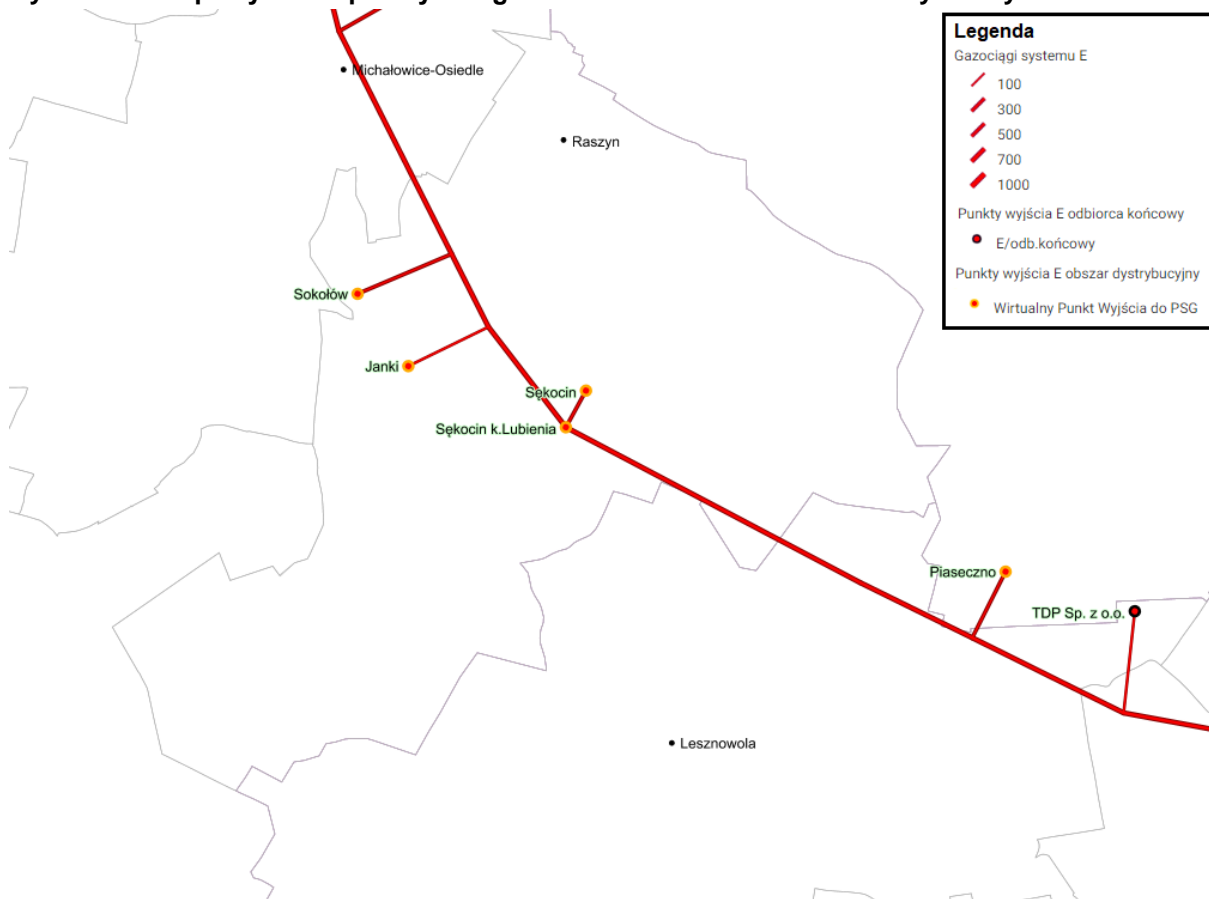 Legenda
Gazociągi systemu E
100
300
500
700
1000
Punkty wyjścia E odbiorca końcowy
E/odb.końcowy
Punkty wyjścia E obszar dystrybucyjny
Wirtualny Punkt Wyjścia do PSG
Michałowice-Osiedle
Raszyn
Sokołów
Janki
Sękocin
Sękocin k.Lubienia
Piaseczno
TDP Sp. z o.o.
Lesznowola